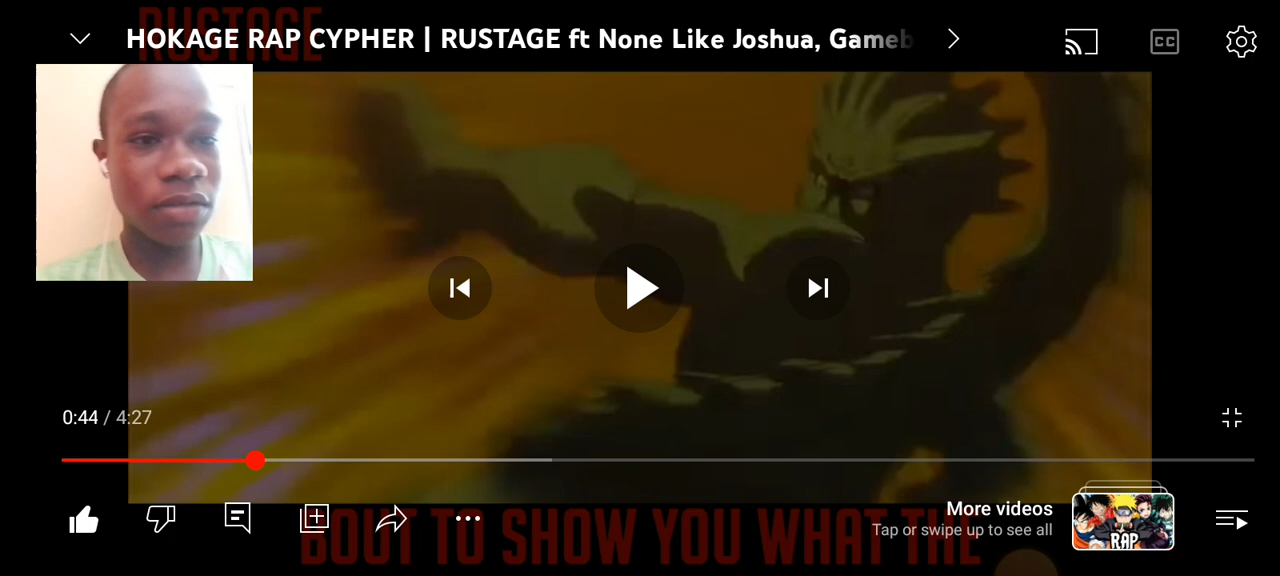 RUSTAGE
HOKAGE RAP CYPHER | RUSTAGE ft None Like Joshua, Gameb
CC
0:44 / 4:27
More videos
Tap or swipe up to see all
RAP
BOUT TO SHOW YOU WHAT THE